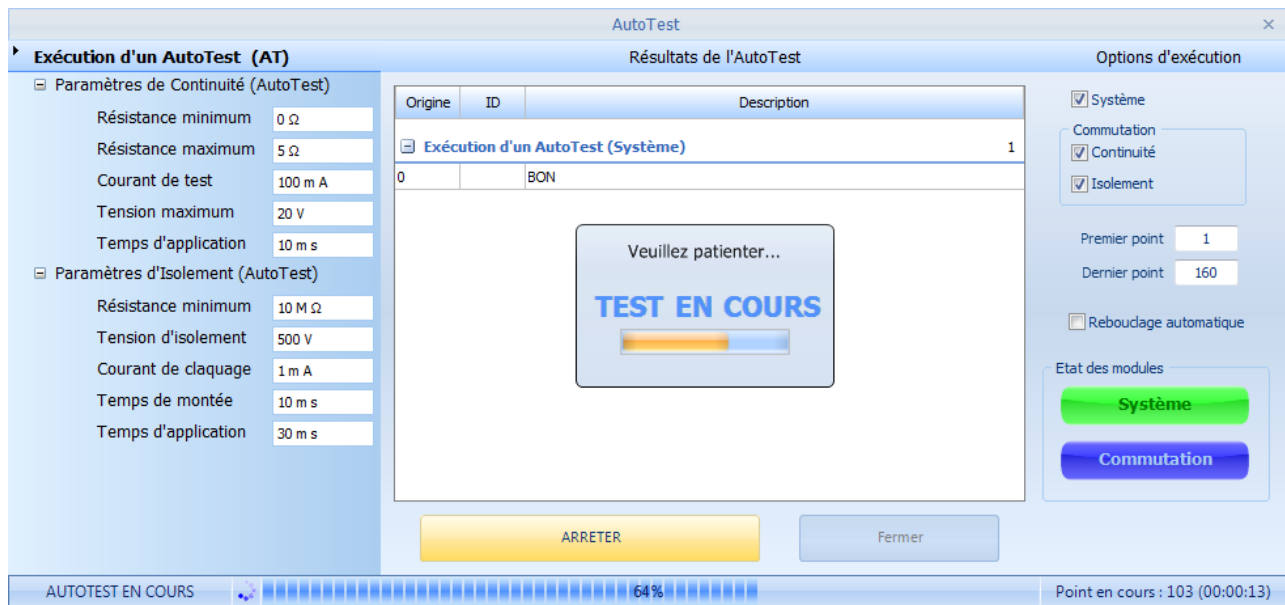 AutoTest
Exécution d'un AutoTest (AT)
Résultats de l'AutoTest
Options d'exécution
Paramètres de Continuité (AutoTest)
Résistance minimum 0 Ω
Résistance maximum 5 Ω
Courant de test 100 m A
Tension maximum 20 V
Temps d'application 10 m s
Paramètres d'Isolement (AutoTest)
Résistance minimum 10 M Ω
Tension d'isolement 500 V
Courant de claquage 1 m A
Temps de montée 10 m s
Temps d'application 30 m s
Origine ID Description
Exécution d'un AutoTest (Système) 1
0 BON
Veuillez patienter...
TEST EN COURS
Système
Commutation
Continuité
Isolement
Premier point 1
Dernier point 160
Rebouclage automatique
Etat des modules
Système
Commutation
ARRETER
Fermer
AUTOTEST EN COURS 64% Point en cours : 103 (00:00:13)